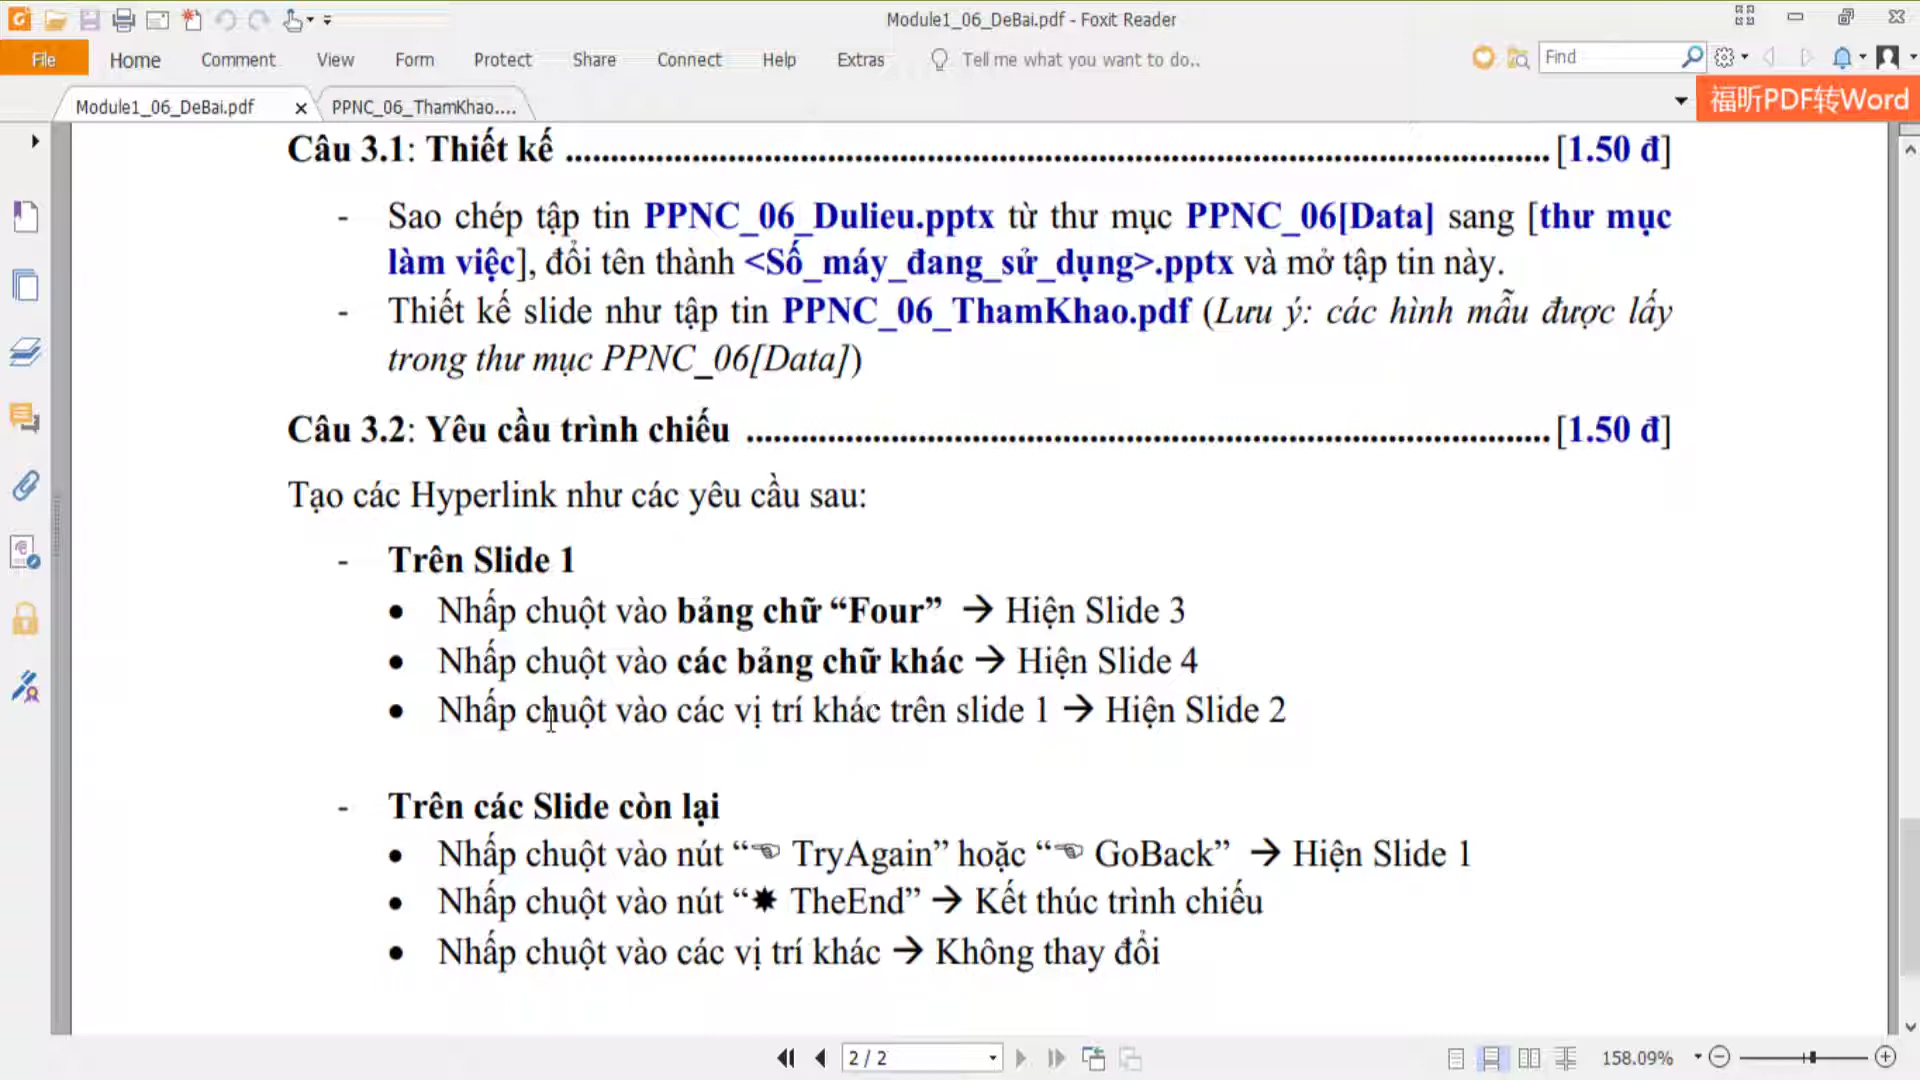 Module1_06_DeBai.pdf - Foxit Reader
File Home Comment View Form Protect Share Connect Help Extras Tell me what you want to do.. Find
Module1_06_DeBai.pdf PPNC_06_ThamKhao.... 福昕PDF转Word
Câu 3.1: Thiết kế ........ [1.50 đ]
- Sao chép tập tin PPNC_06_Dulieu.pptx từ thư mục PPNC_06[Data] sang [thư mục
làm việc], đổi tên thành <Số_máy_đang_sử_dụng>.pptx và mở tập tin này.
- Thiết kế slide như tập tin PPNC_06_ThamKhao.pdf (Lưu ý: các hình mẫu được lấy
trong thư mục PPNC_06[Data])
Câu 3.2: Yêu cầu trình chiếu ........ [1.50 đ]
Tạo các Hyperlink như các yêu cầu sau:
- Trên Slide 1
• Nhấp chuột vào bảng chữ “Four” → Hiện Slide 3
• Nhấp chuột vào các bảng chữ khác → Hiện Slide 4
• Nhấp chuột vào các vị trí khác trên slide 1 → Hiện Slide 2
- Trên các Slide còn lại
• Nhấp chuột vào nút “☜ TryAgain” hoặc “☜ GoBack” → Hiện Slide 1
• Nhấp chuột vào nút “✸ TheEnd” → Kết thúc trình chiếu
• Nhấp chuột vào các vị trí khác → Không thay đổi
2 / 2 158.09%